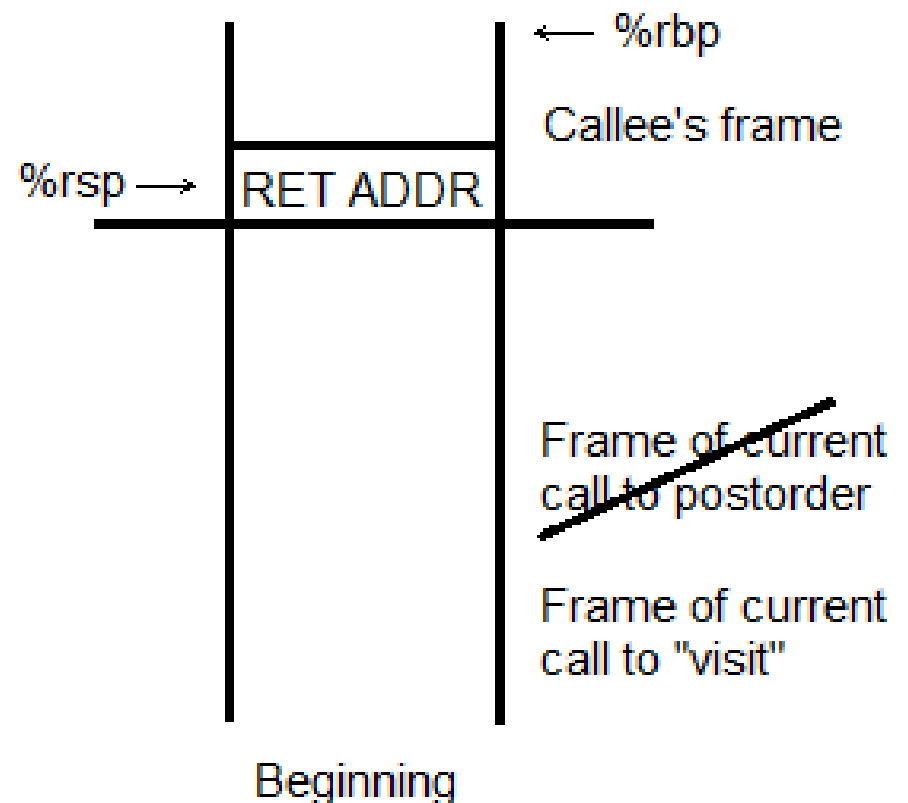 %rbp
Callee's frame
%rsp
RET ADDR
Frame of current
call to postorder
Frame of current
call to "visit"
Beginning